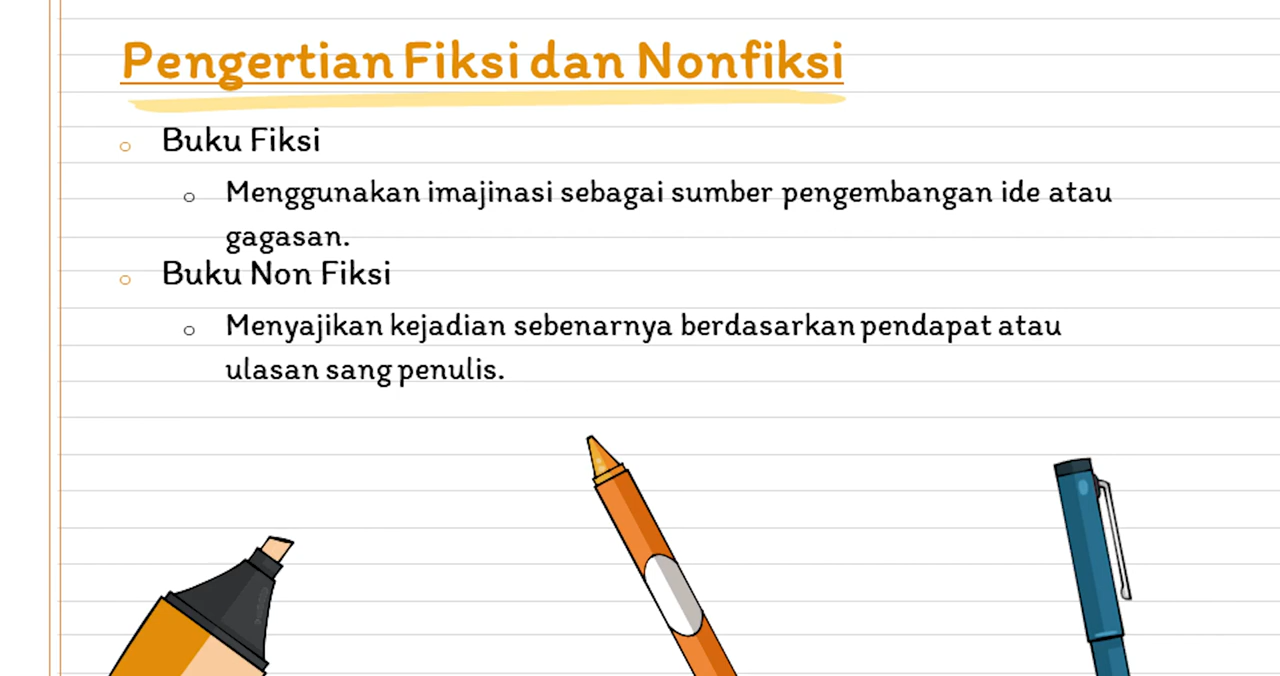 Pengertian Fiksi dan Nonfiksi
Buku Fiksi
Menggunakan imajinasi sebagai sumber pengembangan ide atau
gagasan.
Buku Non Fiksi
Menyajikan kejadian sebenarnya berdasarkan pendapat atau
ulasan sang penulis.